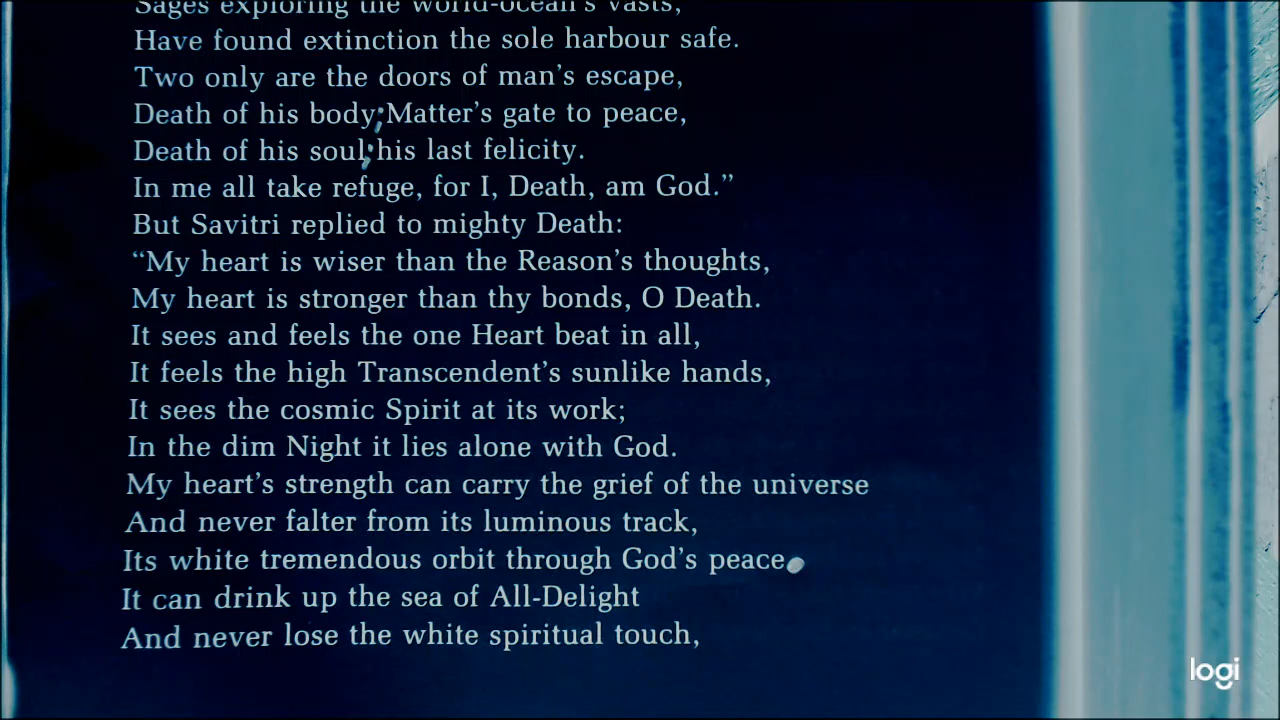 Sages exploring the world-ocean's vasts,
Have found extinction the sole harbour safe.
Two only are the doors of man's escape,
Death of his body; Matter's gate to peace,
Death of his soul; his last felicity.
In me all take refuge, for I, Death, am God.”
But Savitri replied to mighty Death:
“My heart is wiser than the Reason's thoughts,
My heart is stronger than thy bonds, O Death.
It sees and feels the one Heart beat in all,
It feels the high Transcendent's sunlike hands,
It sees the cosmic Spirit at its work;
In the dim Night it lies alone with God.
My heart's strength can carry the grief of the universe
And never falter from its luminous track,
Its white tremendous orbit through God's peace.
It can drink up the sea of All-Delight
And never lose the white spiritual touch,
logi